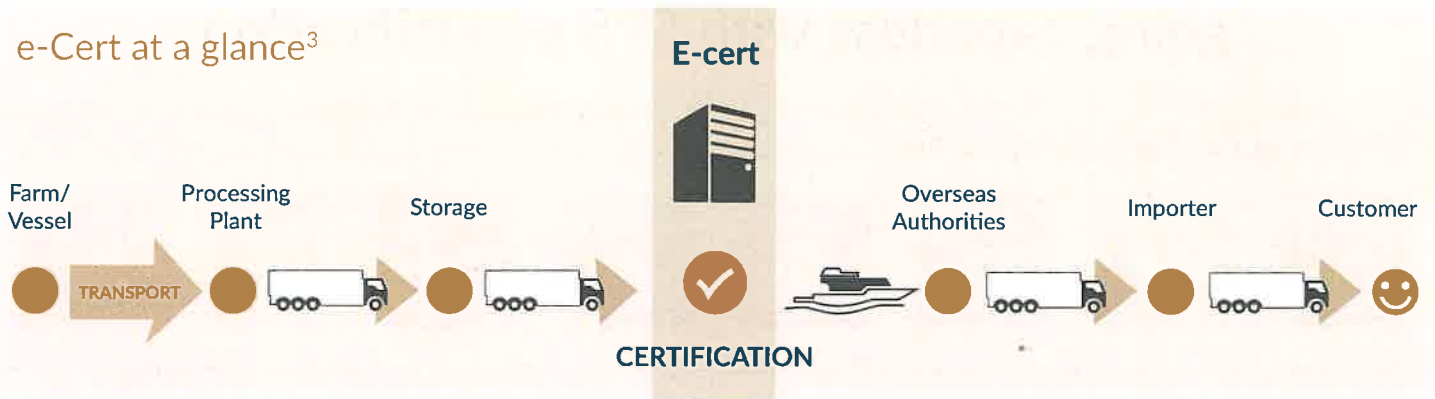 e-Cert at a glance³
E-cert
Farm/
Vessel
Processing
Plant
Storage
Overseas
Authorities
Importer
Customer
TRANSPORT
CERTIFICATION